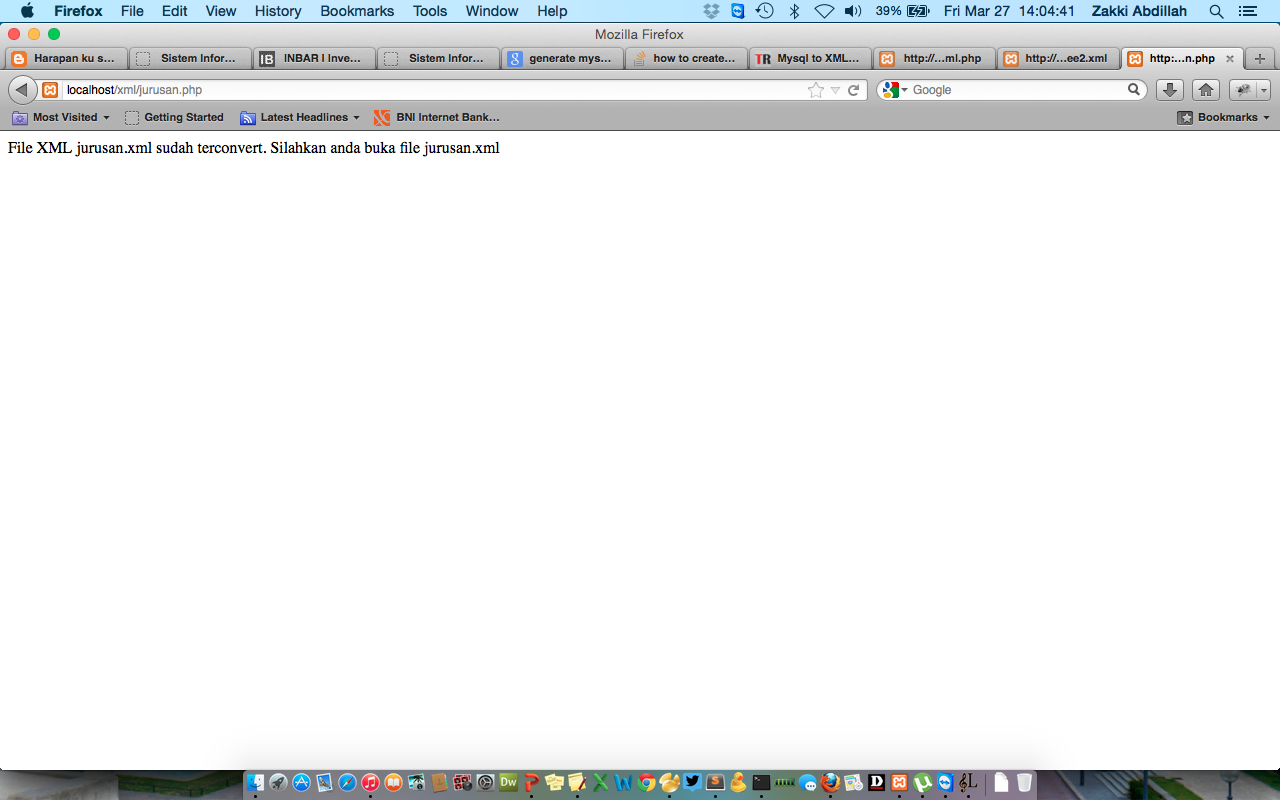 Firefox File Edit View History Bookmarks Tools Window Help 39% Fri Mar 27 14:04:41 Zakki Abdillah
Mozilla Firefox
Harapan ku s... Sistem Infor... IB INBAR I Inve... Sistem Infor... g generate mys... how to create... TR Mysql to XML... http://...ml.php http://...ee2.xml http:...n.php
localhost/xml/jurusan.php Google
Most Visited Getting Started Latest Headlines BNI Internet Bank... Bookmarks
File XML jurusan.xml sudah terconvert. Silahkan anda buka file jurusan.xml
Dw P X W S D L